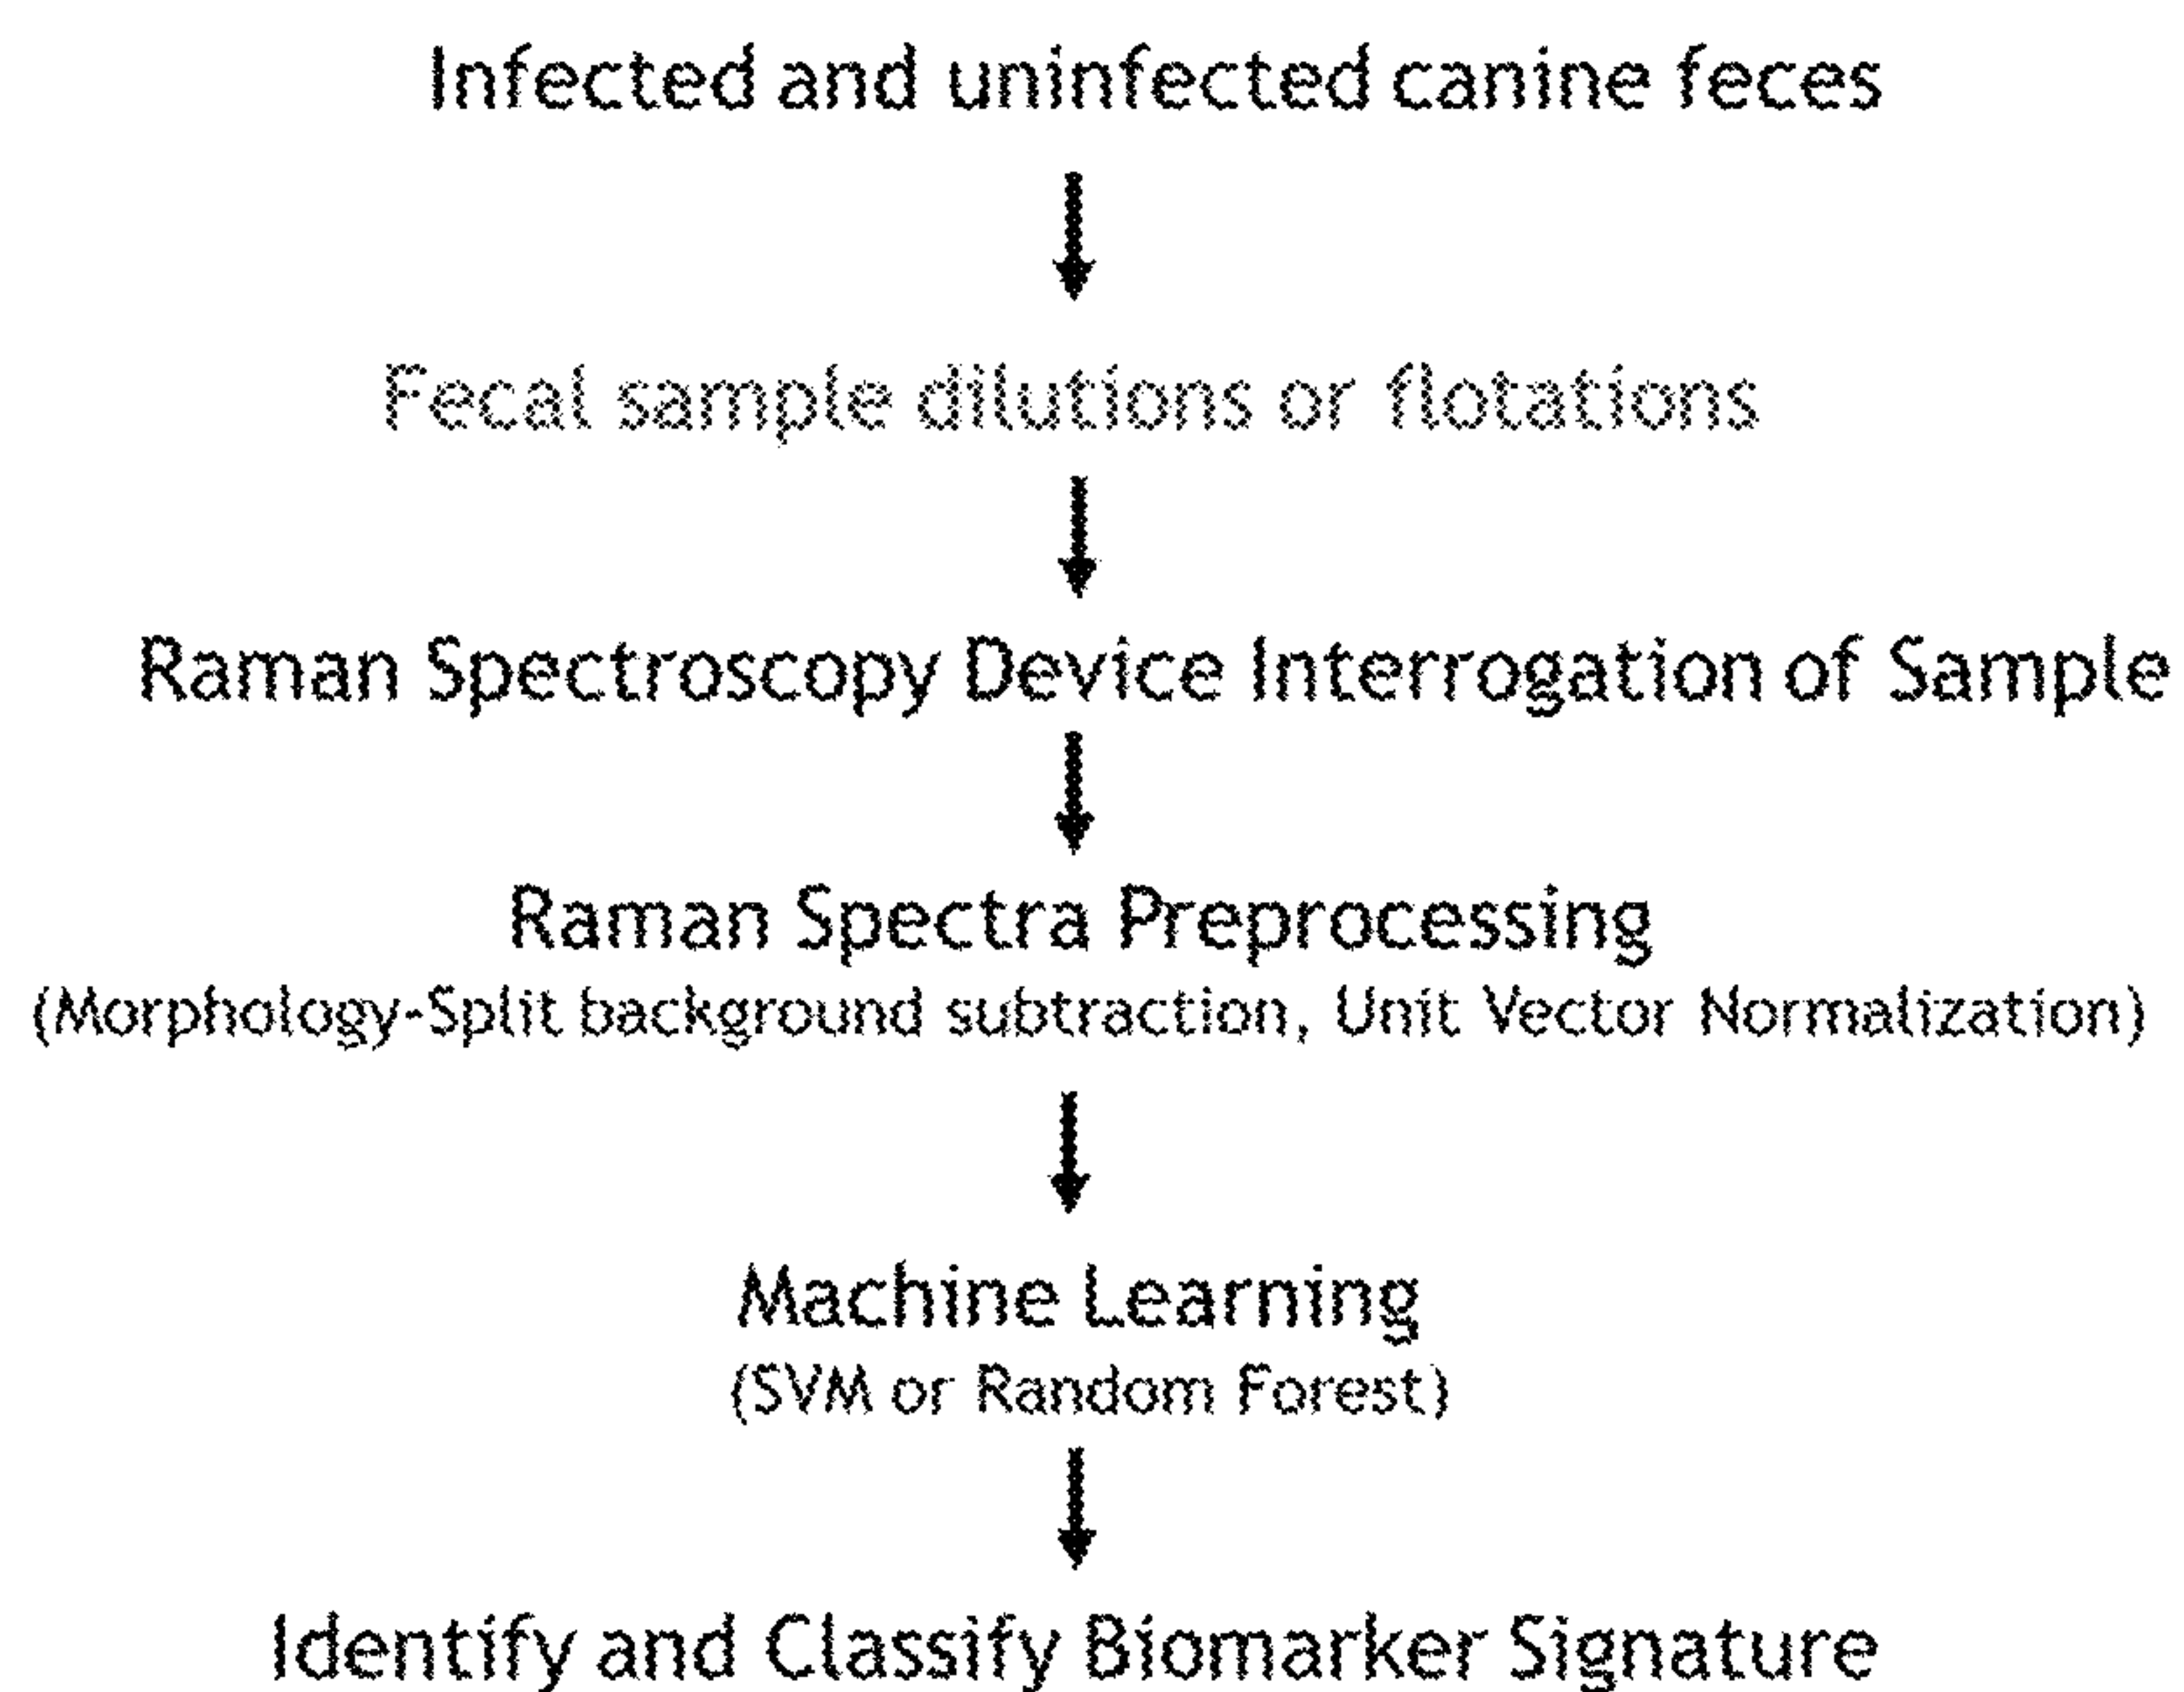 Infected and uninfected canine feces
Fecal sample dilutions or flotations
Raman Spectroscopy Device Interrogation of Sample
Raman Spectra Preprocessing
(Morphology-Split background subtraction, Unit Vector Normalization)
Machine Learning
(SVM or Random Forest)
Identify and Classify Biomarker Signature